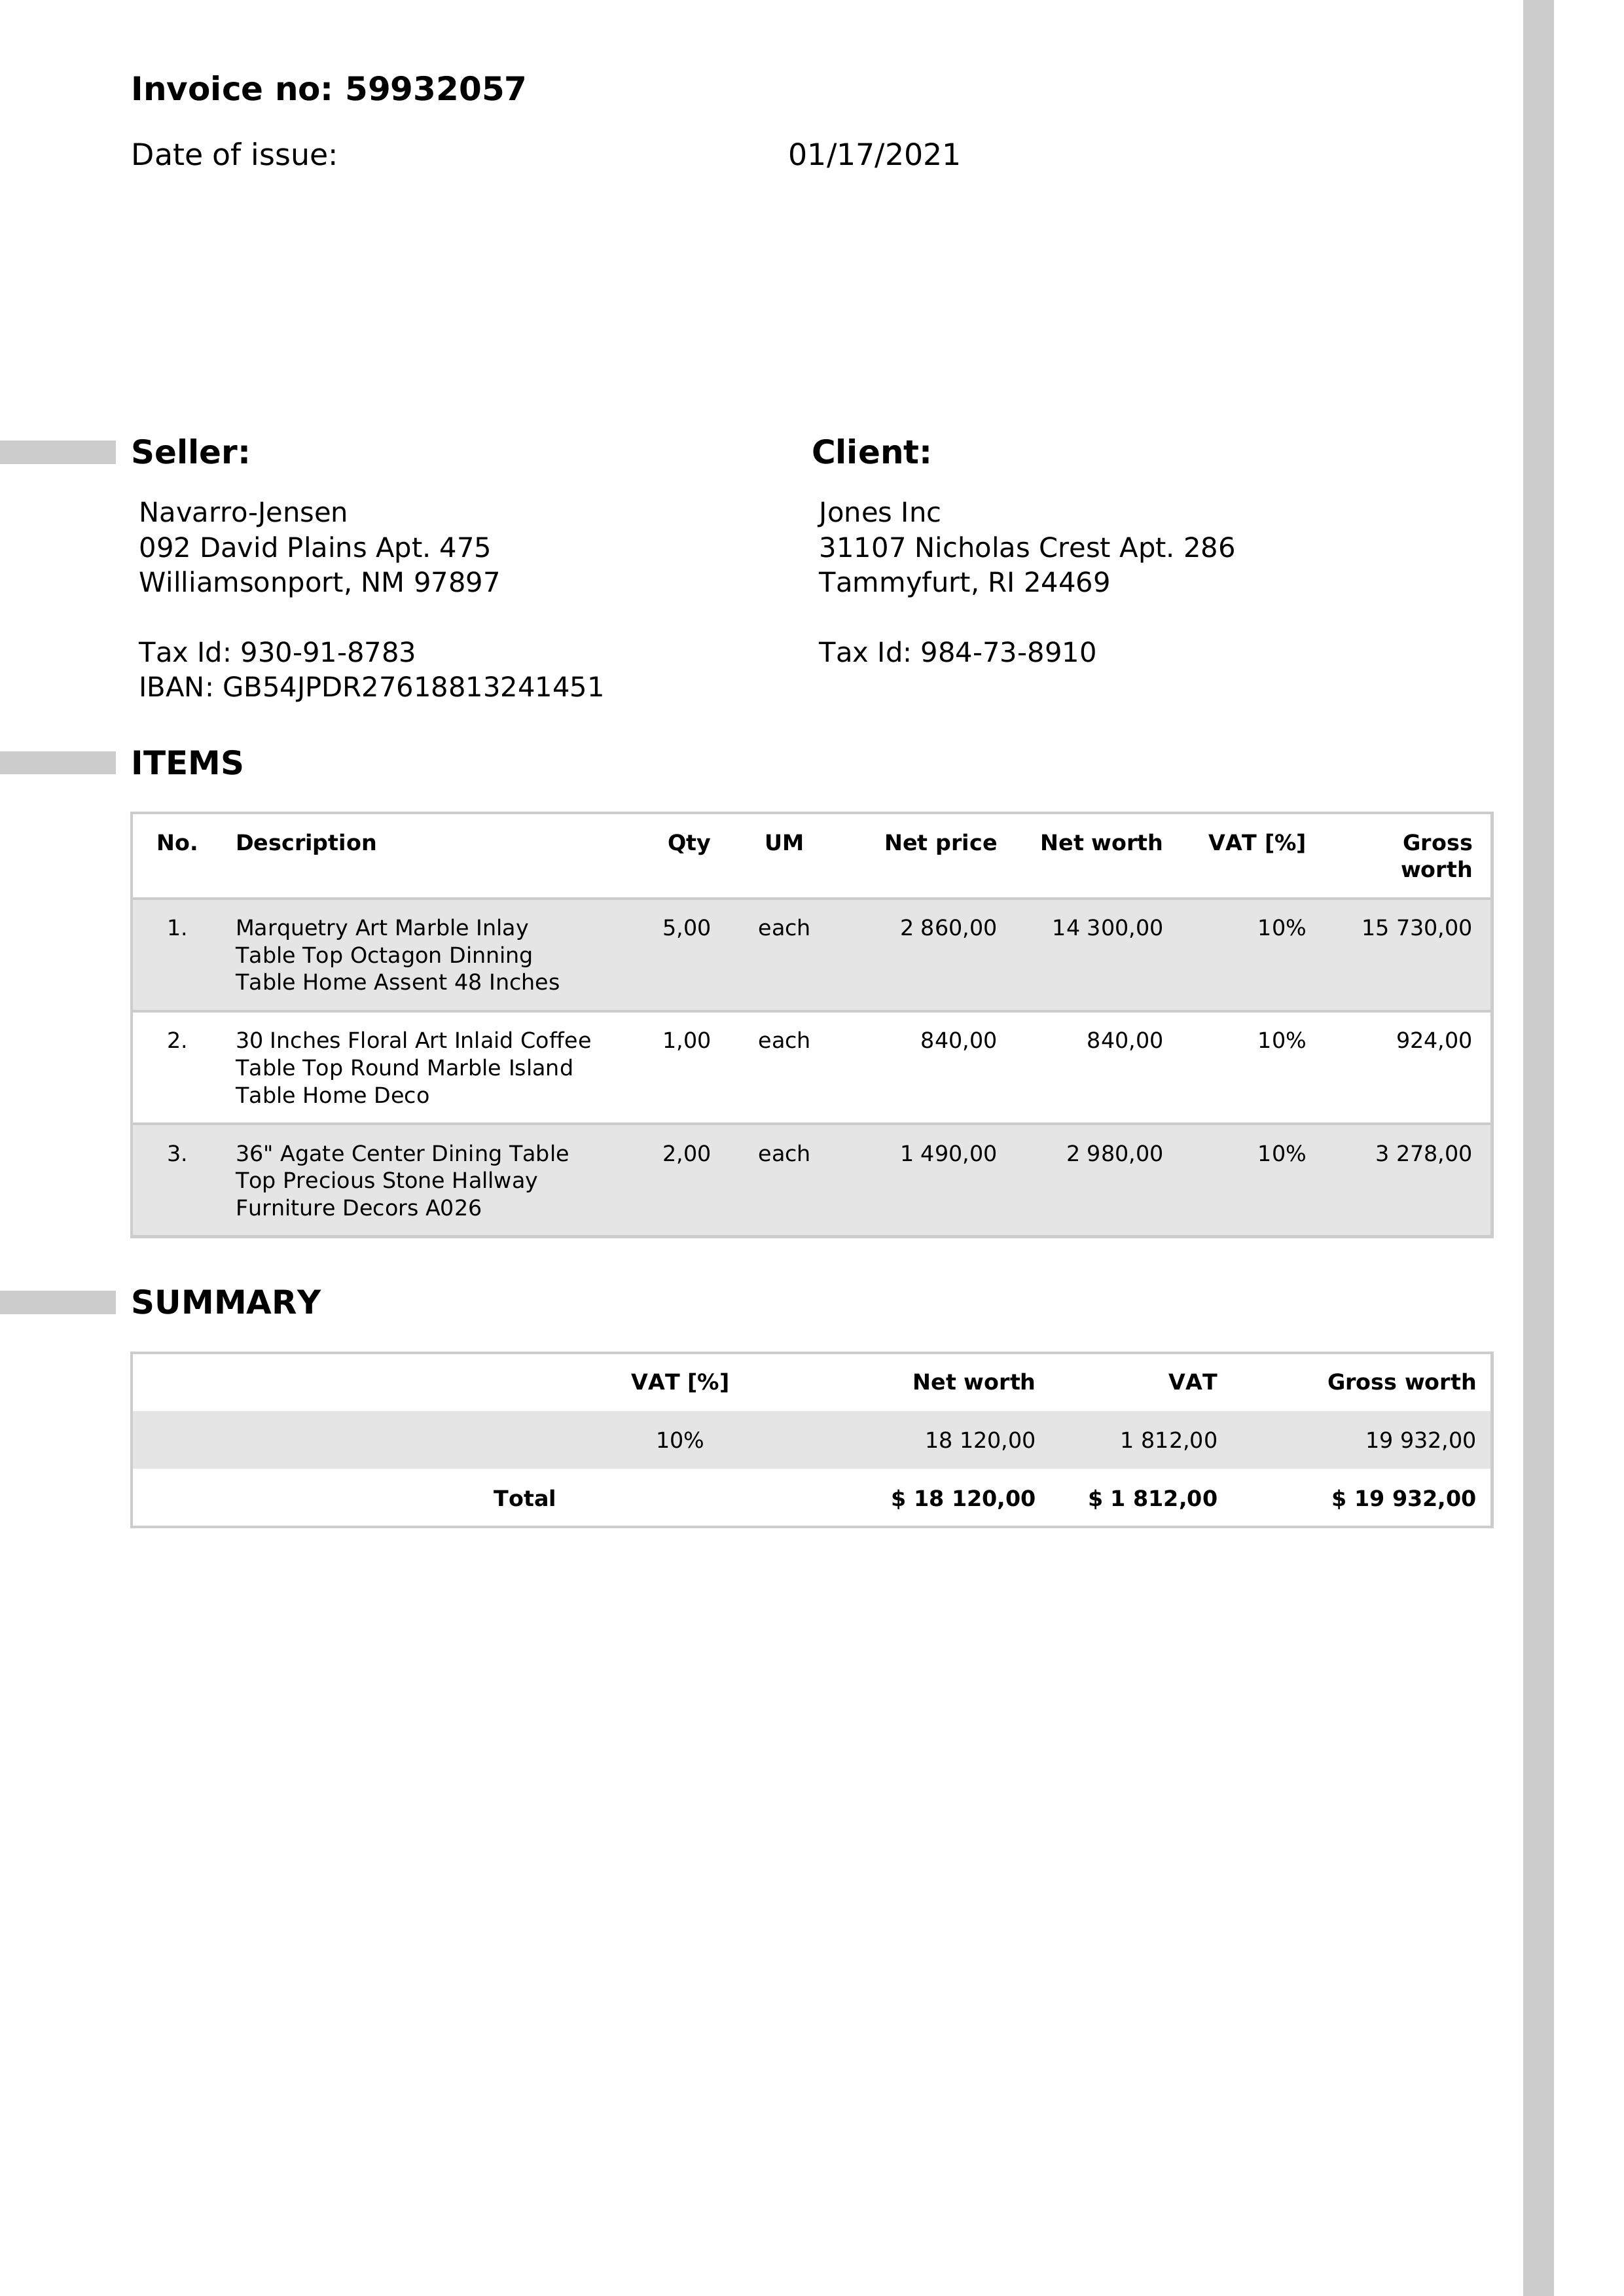 Invoice no: 59932057
Date of issue: 01/17/2021
Seller:
Navarro-Jensen
092 David Plains Apt. 475
Williamsonport, NM 97897
Tax Id: 930-91-8783
IBAN: GB54JPDR27618813241451
Client:
Jones Inc
31107 Nicholas Crest Apt. 286
Tammyfurt, RI 24469
Tax Id: 984-73-8910
ITEMS
No. Description Qty UM Net price Net worth VAT [%] Gross
worth
1. Marquetry Art Marble Inlay 5,00 each 2 860,00 14 300,00 10% 15 730,00
Table Top Octagon Dinning
Table Home Assent 48 Inches
2. 30 Inches Floral Art Inlaid Coffee 1,00 each 840,00 840,00 10% 924,00
Table Top Round Marble Island
Table Home Deco
3. 36" Agate Center Dining Table 2,00 each 1 490,00 2 980,00 10% 3 278,00
Top Precious Stone Hallway
Furniture Decors A026
SUMMARY
VAT [%] Net worth VAT Gross worth
10% 18 120,00 1 812,00 19 932,00
Total $ 18 120,00 $ 1 812,00 $ 19 932,00